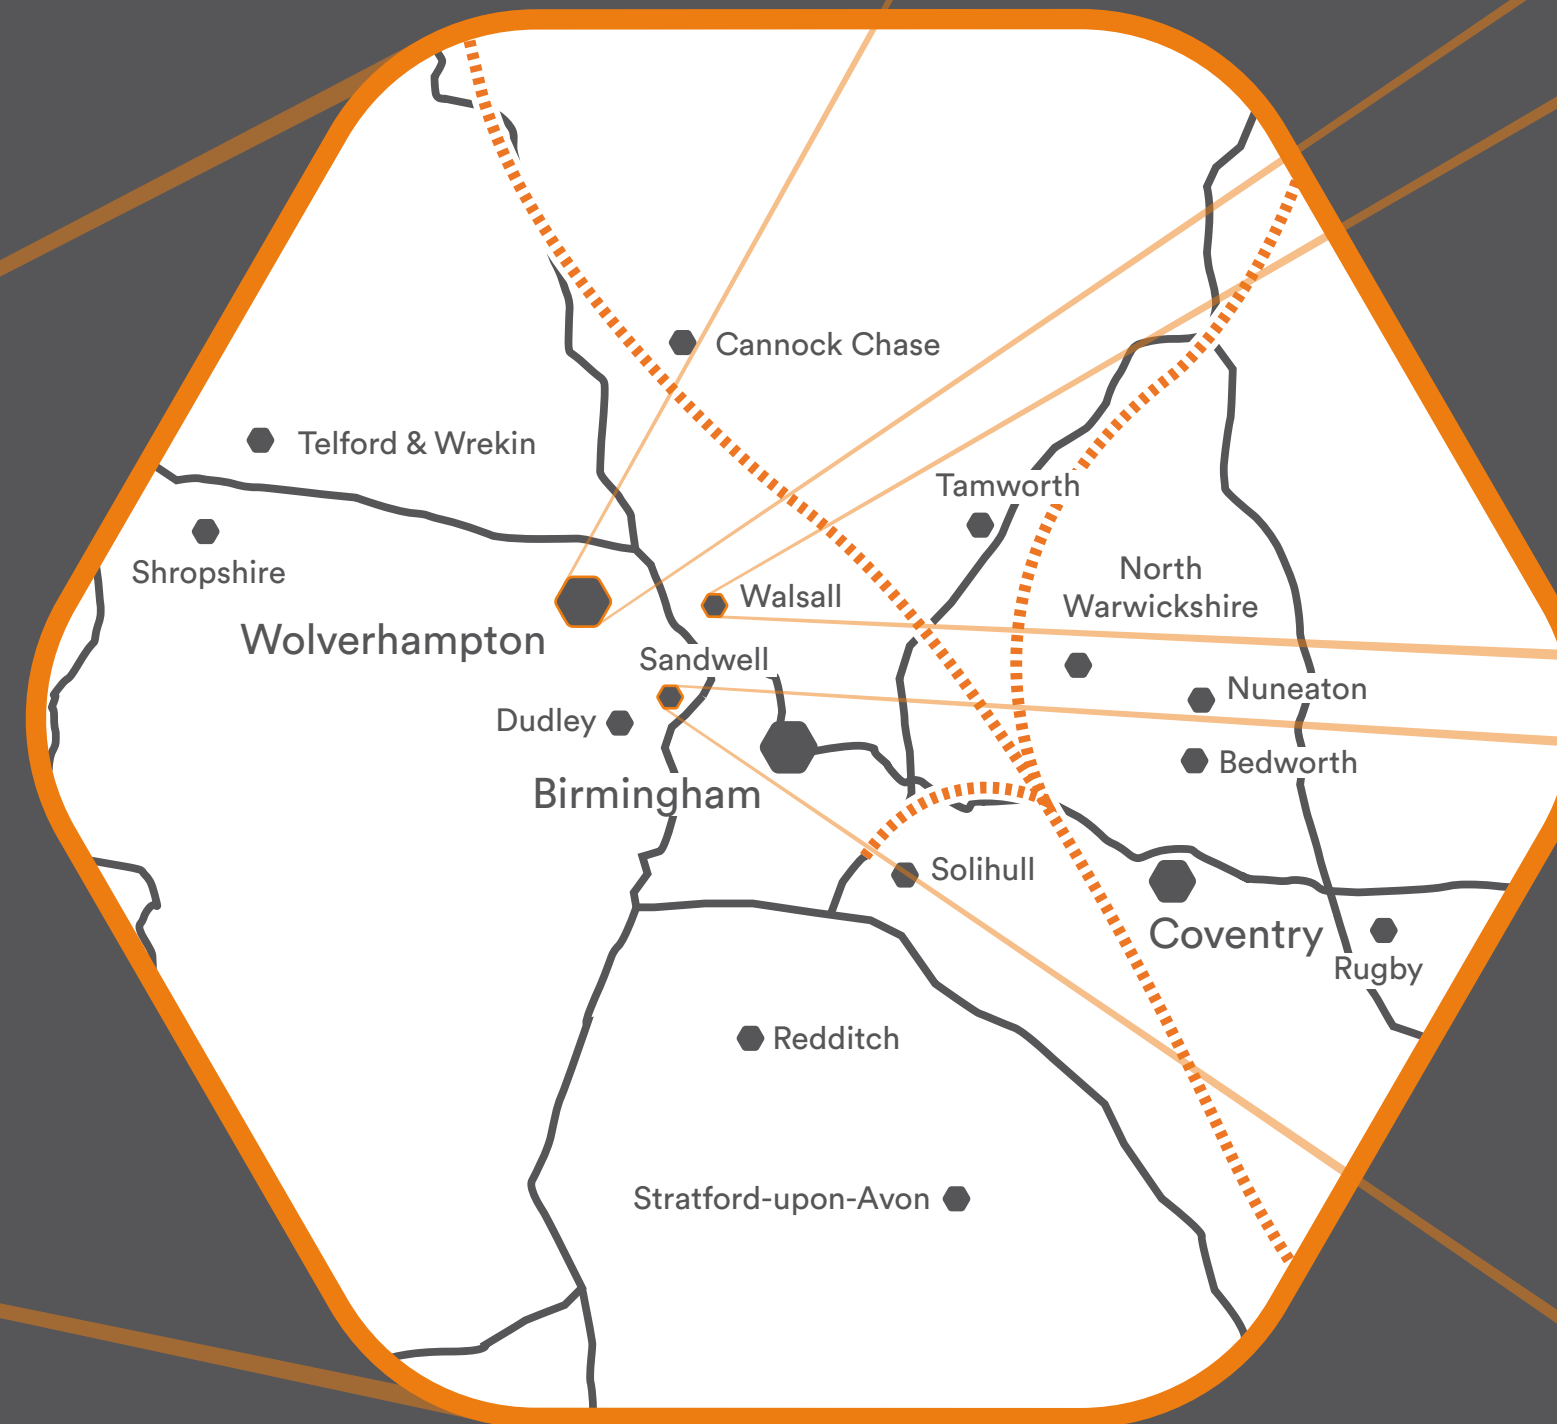 Cannock Chase
Telford & Wrekin
Tamworth
Shropshire
North
Warwickshire
Walsall
Wolverhampton
Sandwell
Nuneaton
Dudley
Bedworth
Birmingham
Solihull
Coventry
Rugby
Redditch
Stratford-upon-Avon